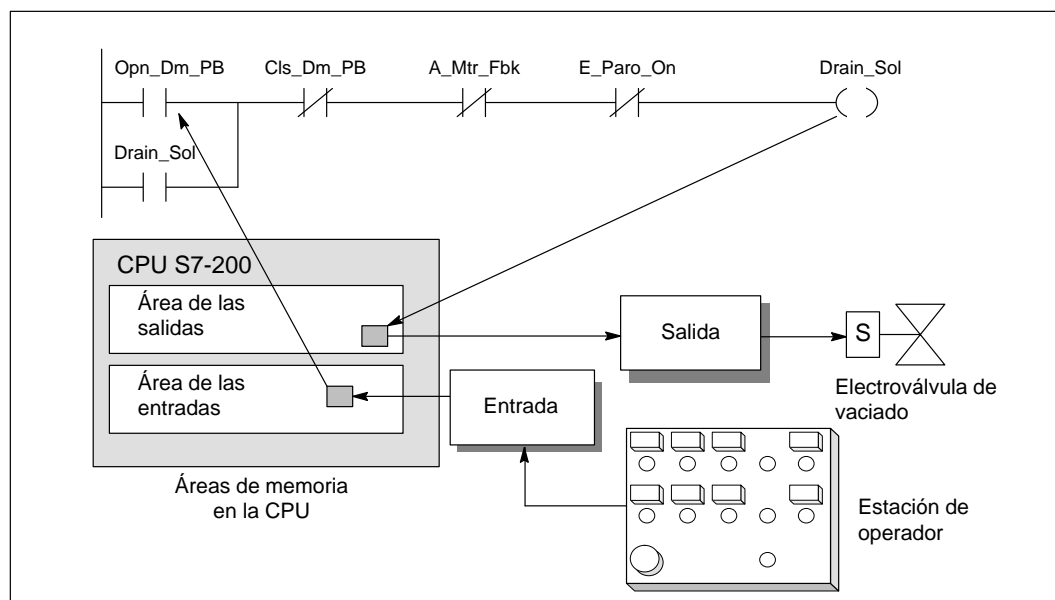 Opn_Dm_PB
Cls_Dm_PB
A_Mtr_Fbk
E_Paro_On
Drain_Sol
Drain_Sol
CPU S7-200
Área de las
salidas
Salida
S
Área de las
entradas
Entrada
Electroválvula de
vaciado
Áreas de memoria
en la CPU
Estación de
operador